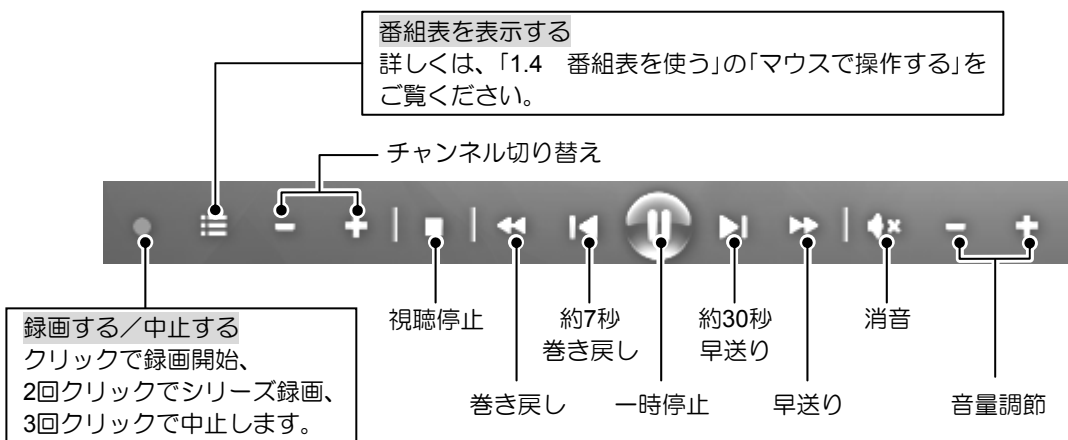 番組表を表示する
詳しくは、「1.4　番組表を使う」の「マウスで操作する」を
ご覧ください。
チャンネル切り替え
録画する／中止する
クリックで録画開始、
2回クリックでシリーズ録画、
3回クリックで中止します。
視聴停止
約7秒
巻き戻し
約30秒
早送り
消音
巻き戻し
一時停止
早送り
音量調節